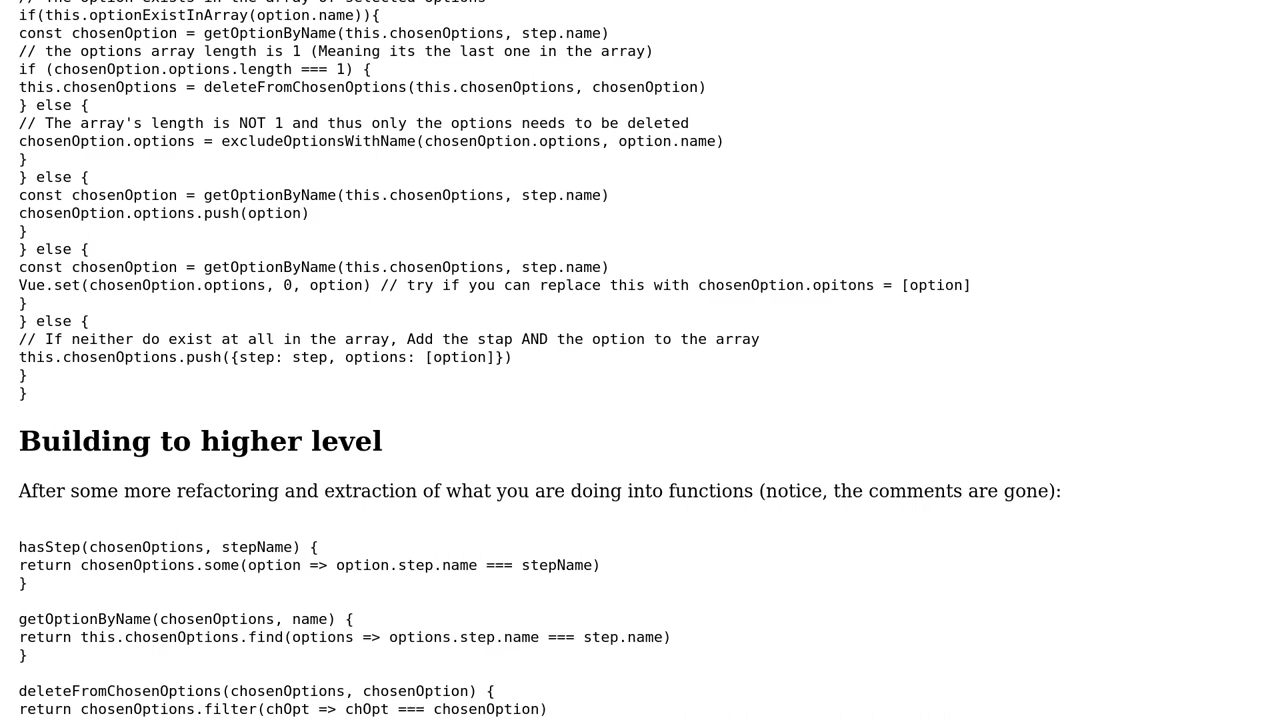 // The option exists in the array of selected options
if(this.optionExistInArray(option.name)){
const chosenOption = getOptionByName(this.chosenOptions, step.name)
// the options array length is 1 (Meaning its the last one in the array)
if (chosenOption.options.length === 1) {
this.chosenOptions = deleteFromChosenOptions(this.chosenOptions, chosenOption)
} else {
// The array's length is NOT 1 and thus only the options needs to be deleted
chosenOption.options = excludeOptionsWithName(chosenOption.options, option.name)
}
} else {
const chosenOption = getOptionByName(this.chosenOptions, step.name)
chosenOption.options.push(option)
}
} else {
const chosenOption = getOptionByName(this.chosenOptions, step.name)
Vue.set(chosenOption.options, 0, option) // try if you can replace this with chosenOption.opitons = [option]
}
} else {
// If neither do exist at all in the array, Add the stap AND the option to the array
this.chosenOptions.push({step: step, options: [option]})
}
}
Building to higher level
After some more refactoring and extraction of what you are doing into functions (notice, the comments are gone):
hasStep(chosenOptions, stepName) {
return chosenOptions.some(option => option.step.name === stepName)
}
getOptionByName(chosenOptions, name) {
return this.chosenOptions.find(options => options.step.name === step.name)
}
deleteFromChosenOptions(chosenOptions, chosenOption) {
return chosenOptions.filter(chOpt => chOpt === chosenOption)